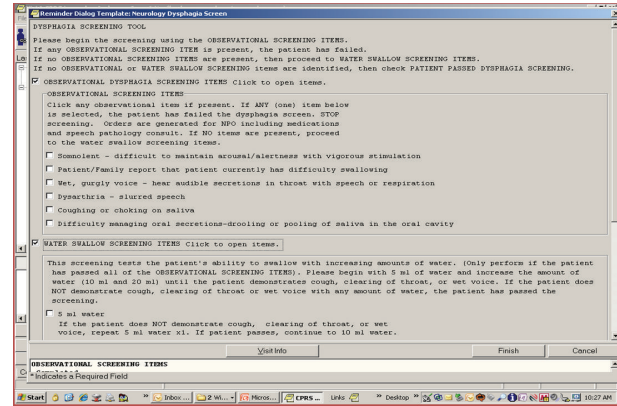 Reminder Dialog Template: Neurology Dysphagia Screen
DYSPHAGIA SCREENING TOOL
Please begin the screening using the OBSERVATIONAL SCREENING ITEMS.
If any OBSERVATIONAL SCREENING ITEM is present, the patient has failed.
If no OBSERVATIONAL SCREENING ITEMS are present, then proceed to WATER SWALLOW SCREENING ITEMS.
If no OBSERVATIONAL or WATER SWALLOW SCREENING items are identified, then check PATIENT PASSED DYSPHAGIA SCREENING.
OBSERVATIONAL DYSPHAGIA SCREENING ITEMS Click to open items.
OBSERVATIONAL SCREENING ITEMS
Click any observational item if present. If ANY (one) item below
is selected, the patient has failed the dysphagia screen. STOP
screening. Orders are generated for NPO including medications
and speech pathology consult. If NO items are present, proceed
to the water swallow screening items.
Somnolent - difficult to maintain arousal/alertness with vigorous stimulation
Patient/Family report that patient currently has difficulty swallowing
Wet, gurgly voice - hear audible secretions in throat with speech or respiration
Dysarthria - slurred speech
Coughing or choking on saliva
Difficulty managing oral secretions-drooling or pooling of saliva in the oral cavity
WATER SWALLOW SCREENING ITEMS Click to open items.
This screening tests the patient's ability to swallow with increasing amounts of water. (Only perform if the patient
has passed all of the OBSERVATIONAL SCREENING ITEMS). Please begin with 5 ml of water and increase the amount of
water (10 ml and 20 ml) until the patient demonstrates cough, clearing of throat, or wet voice. If the patient does
NOT demonstrate cough, clearing of throat or wet voice with any amount of water, the patient has passed the
screening.
5 ml water
If the patient does NOT demonstrate cough, clearing of throat, or wet
voice, repeat 5 ml water x1. If patient passes, continue to 10 ml water.
Visit Info Finish Cancel
OBSERVATIONAL SCREENING ITEMS
* Indicates a Required Field
Start » Inbox ... 2 Wi... Micros... CPRS ... Links » Desktop » 10:27 AM